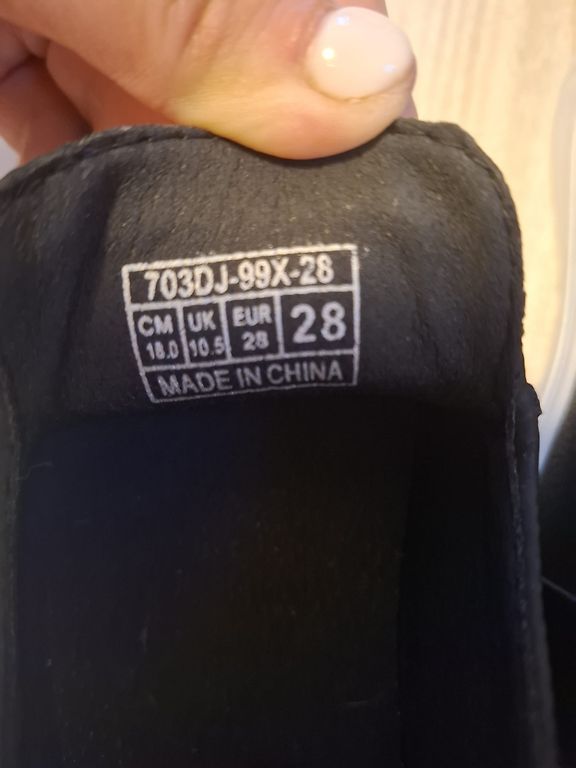 703DJ-99X-28
CM UK EUR 28
18.0 10.5 28
MADE IN CHINA